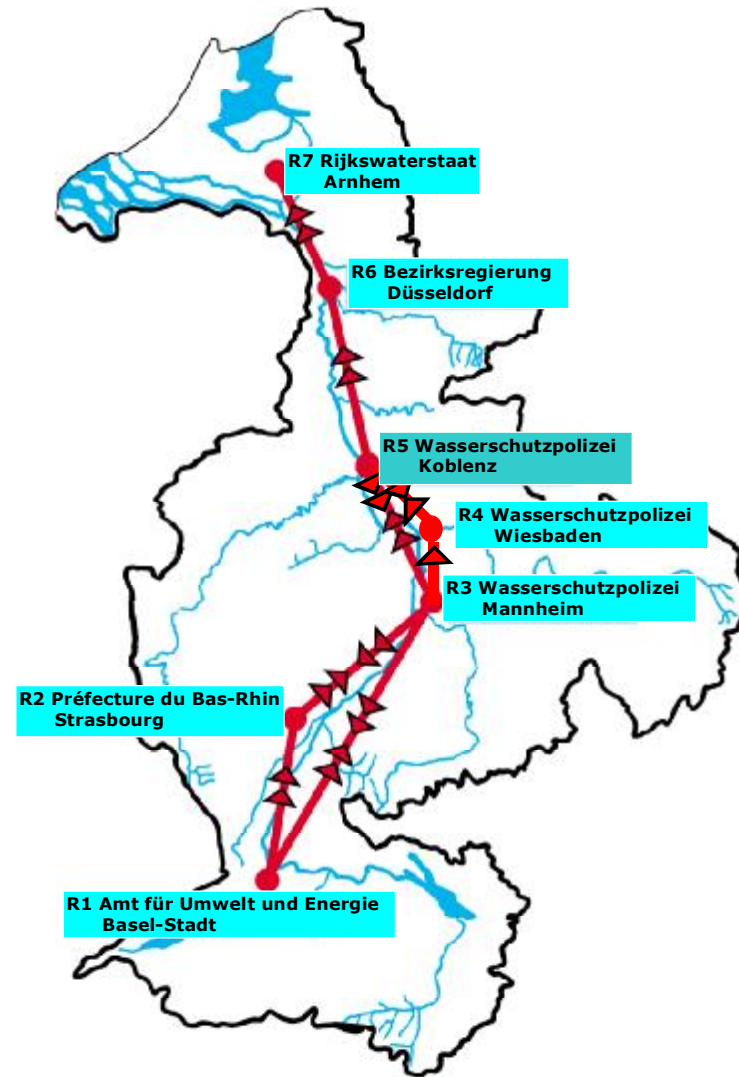 R7 Rijkswaterstaat
Arnhem
R6 Bezirksregierung
Düsseldorf
R5 Wasserschutzpolizei
Koblenz
R4 Wasserschutzpolizei
Wiesbaden
R3 Wasserschutzpolizei
Mannheim
R2 Préfecture du Bas-Rhin
Strasbourg
R1 Amt für Umwelt und Energie
Basel-Stadt